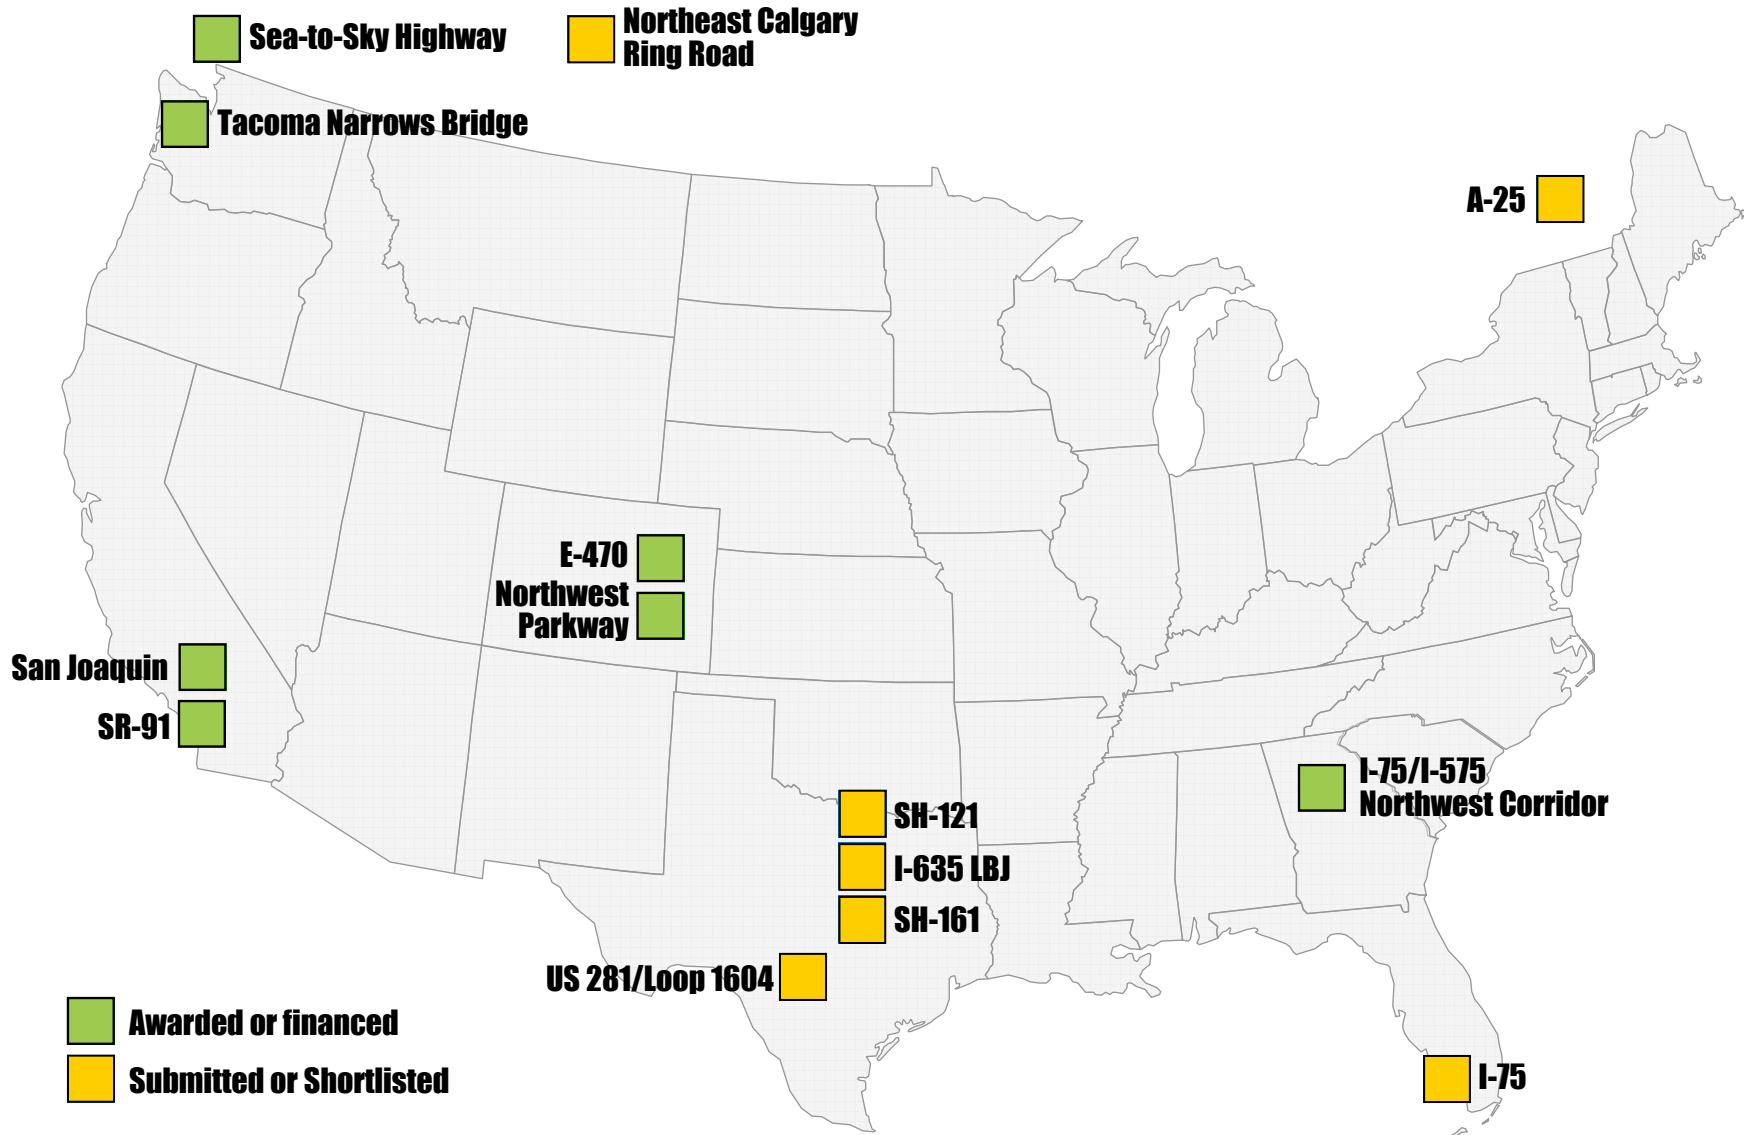 Sea-to-Sky Highway
Northeast Calgary
Ring Road
Tacoma Narrows Bridge
A-25
E-470
Northwest
Parkway
San Joaquin
SR-91
I-75/I-575
Northwest Corridor
SH-121
I-635 LBJ
SH-161
US 281/Loop 1604
Awarded or financed
Submitted or Shortlisted
I-75